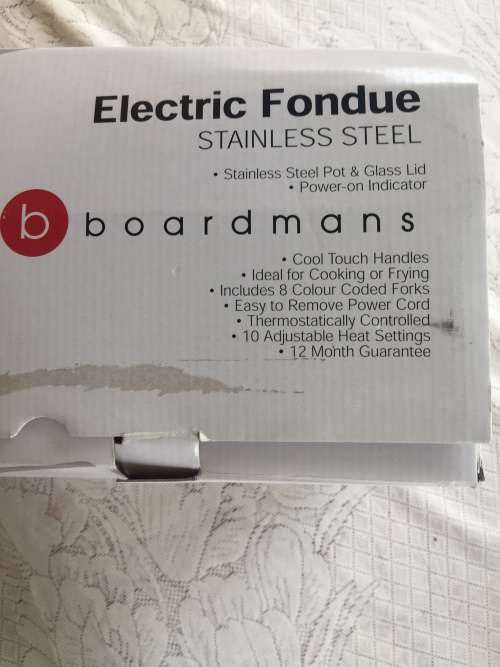 Electric Fondue
STAINLESS STEEL
• Stainless Steel Pot & Glass Lid
• Power-on Indicator
b boardmans
• Cool Touch Handles
• Ideal for Cooking or Frying
• Includes 8 Colour Coded Forks
• Easy to Remove Power Cord
• Thermostatically Controlled
• 10 Adjustable Heat Settings
• 12 Month Guarantee